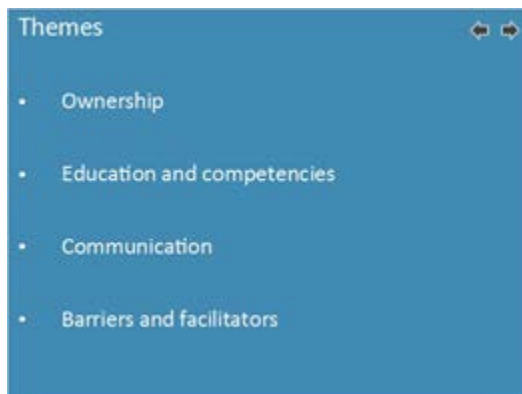 Themes
• Ownership
• Education and competencies
• Communication
• Barriers and facilitators